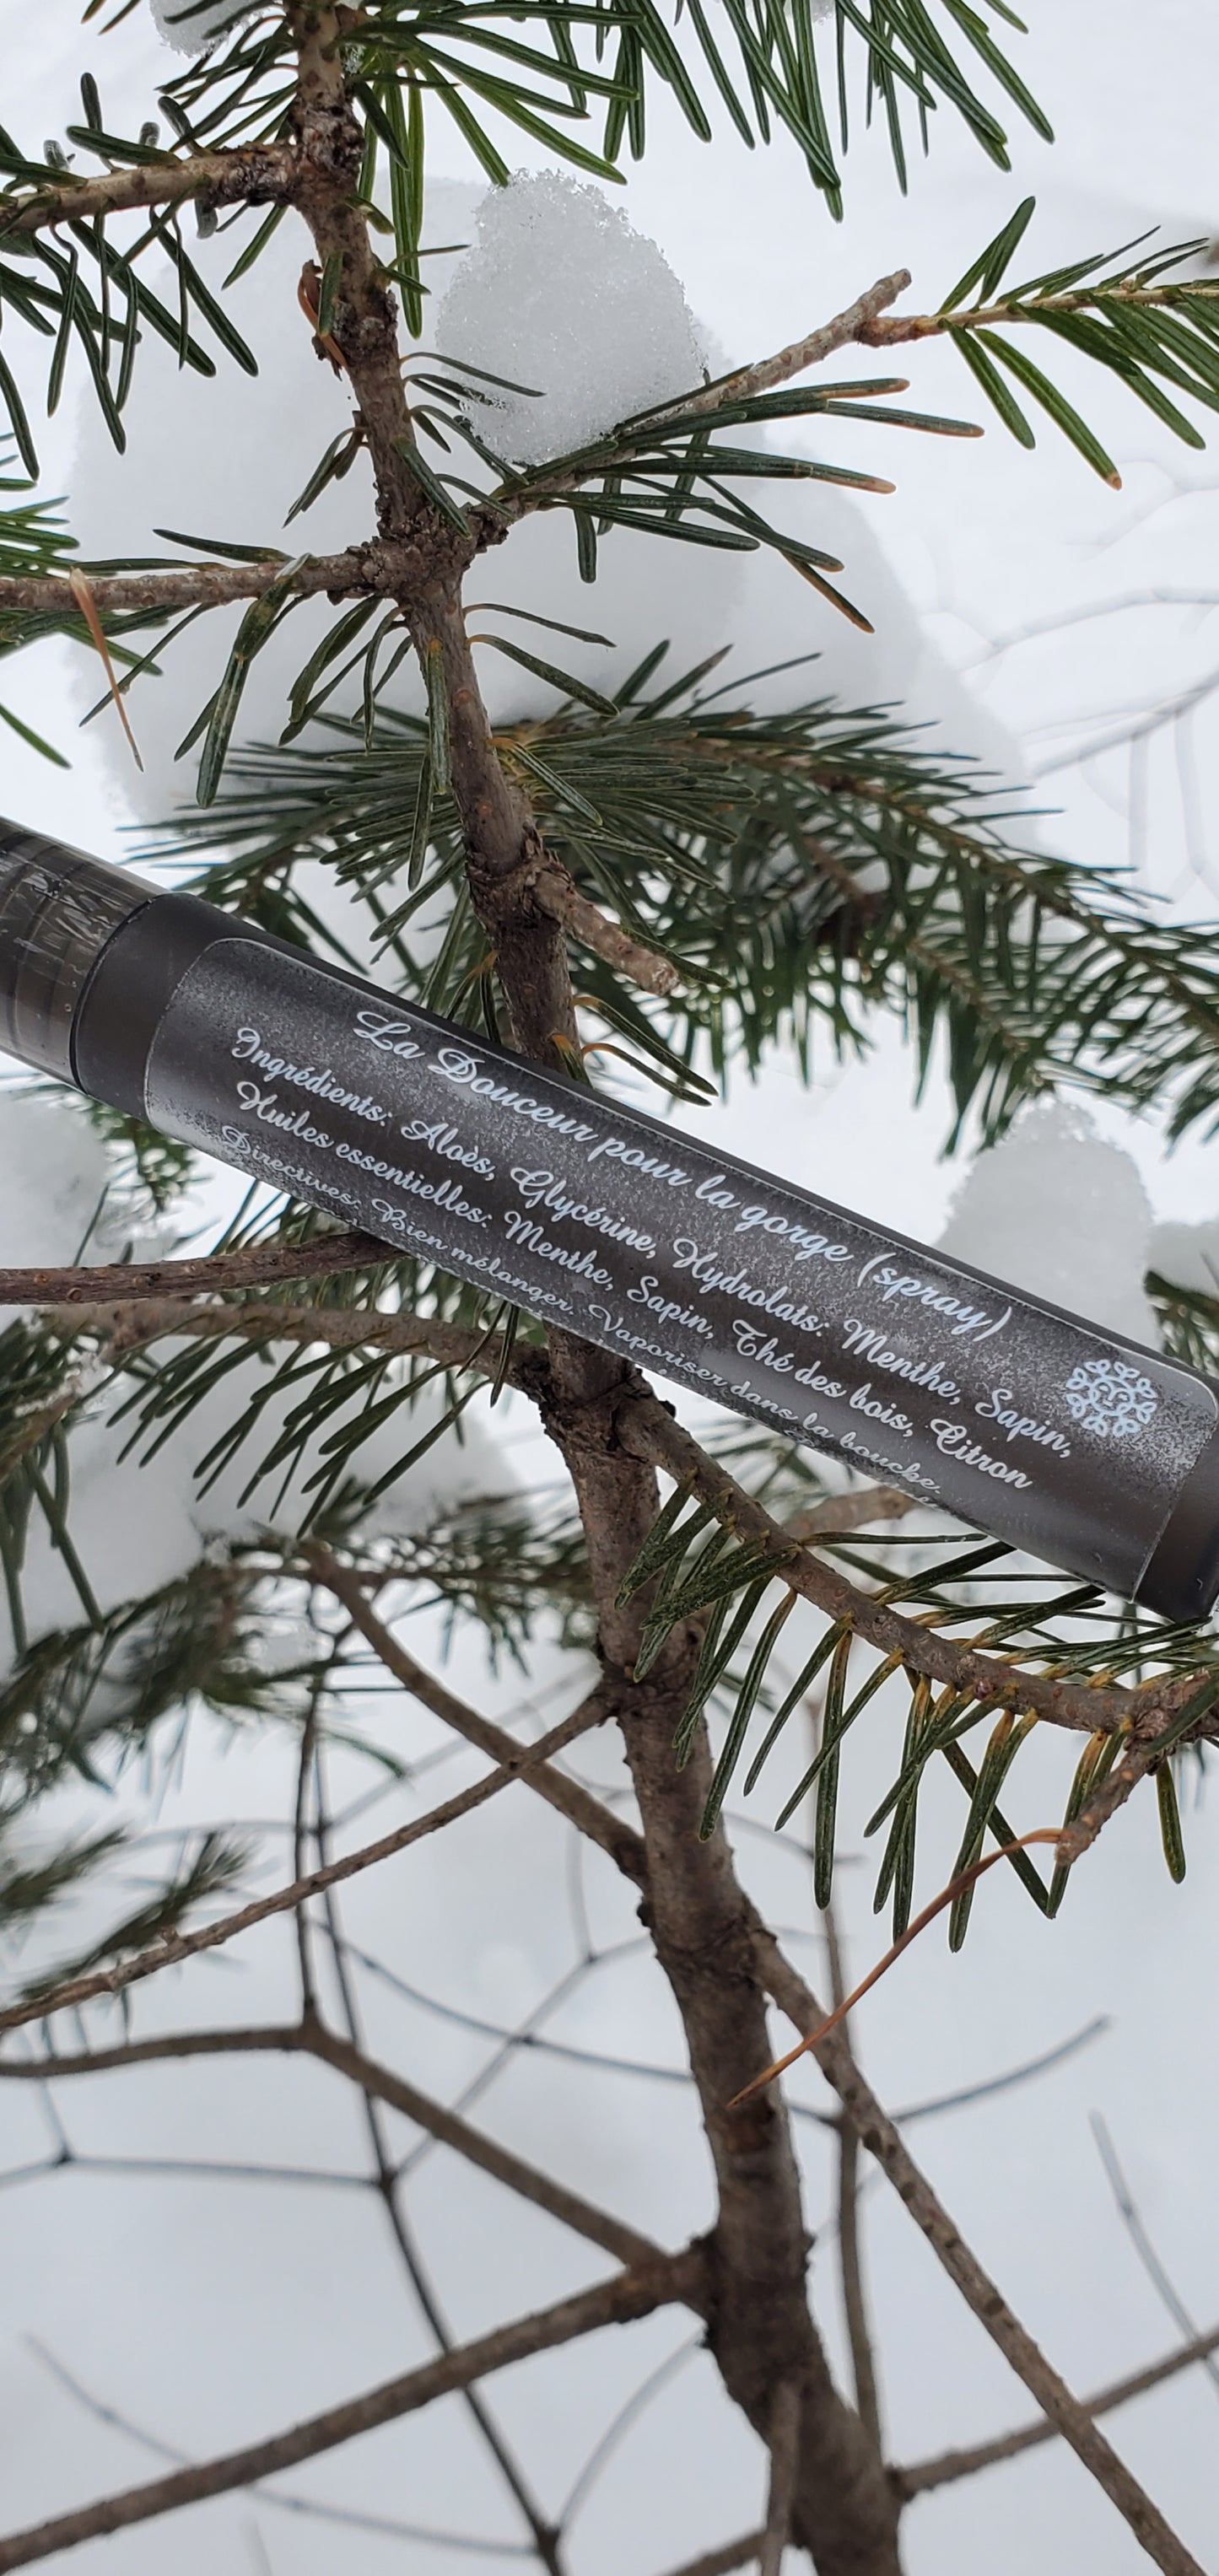 La Douceur pour la gorge (spray)
Ingrédients: Aloès, Glycérine, Hydrolats: Menthe, Sapin,
Huiles essentielles: Menthe, Sapin, Thé des bois, Citron
Directives: Bien mélanger. Vaporiser dans la bouche.